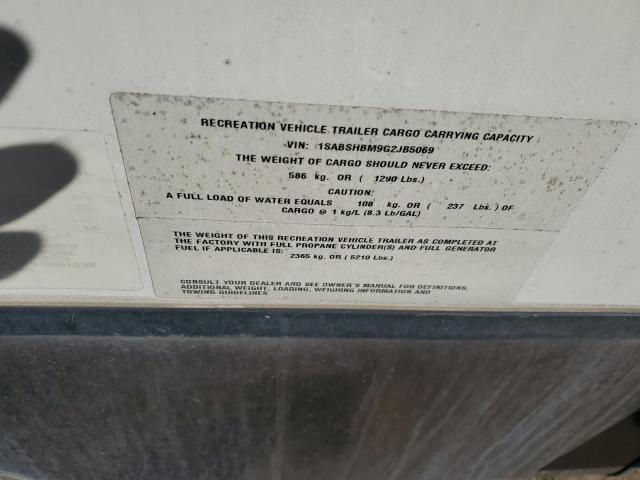 RECREATION VEHICLE TRAILER CARGO CARRYING CAPACITY
VIN: 1SABSHBM9G2JB5069
THE WEIGHT OF CARGO SHOULD NEVER EXCEED:
586 kg. OR ( 1290 Lbs.)
CAUTION:
A FULL LOAD OF WATER EQUALS 108 kg. OR ( 237 Lbs.) OF
CARGO @ 1 kg/L (8.3 Lb/GAL)
THE WEIGHT OF THIS RECREATION VEHICLE TRAILER AS COMPLETED AT
THE FACTORY WITH FULL PROPANE CYLINDER(S) AND FULL GENERATOR
FUEL IF APPLICABLE IS: 2365 kg. OR ( 5210 Lbs.)
CONSULT YOUR DEALER AND SEE OWNER'S MANUAL FOR DEFINITIONS,
ADDITIONAL WEIGHT, LOADING, WEIGHING INFORMATION AND
TOWING GUIDELINES